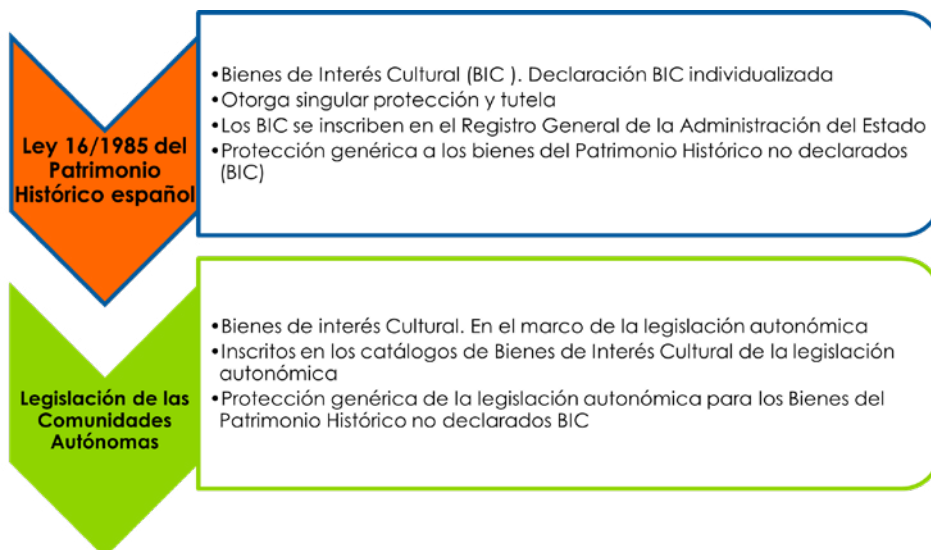 Ley 16/1985 del
Patrimonio
Histórico español
•Bienes de Interés Cultural (BIC ). Declaración BIC individualizada
•Otorga singular protección y tutela
•Los BIC se inscriben en el Registro General de la Administración del Estado
•Protección genérica a los bienes del Patrimonio Histórico no declarados
(BIC)
Legislación de las
Comunidades
Autónomas
•Bienes de interés Cultural. En el marco de la legislación autonómica
•Inscritos en los catálogos de Bienes de Interés Cultural de la legislación
autonómica
•Protección genérica de la legislación autonómica para los Bienes del
Patrimonio Histórico no declarados BIC